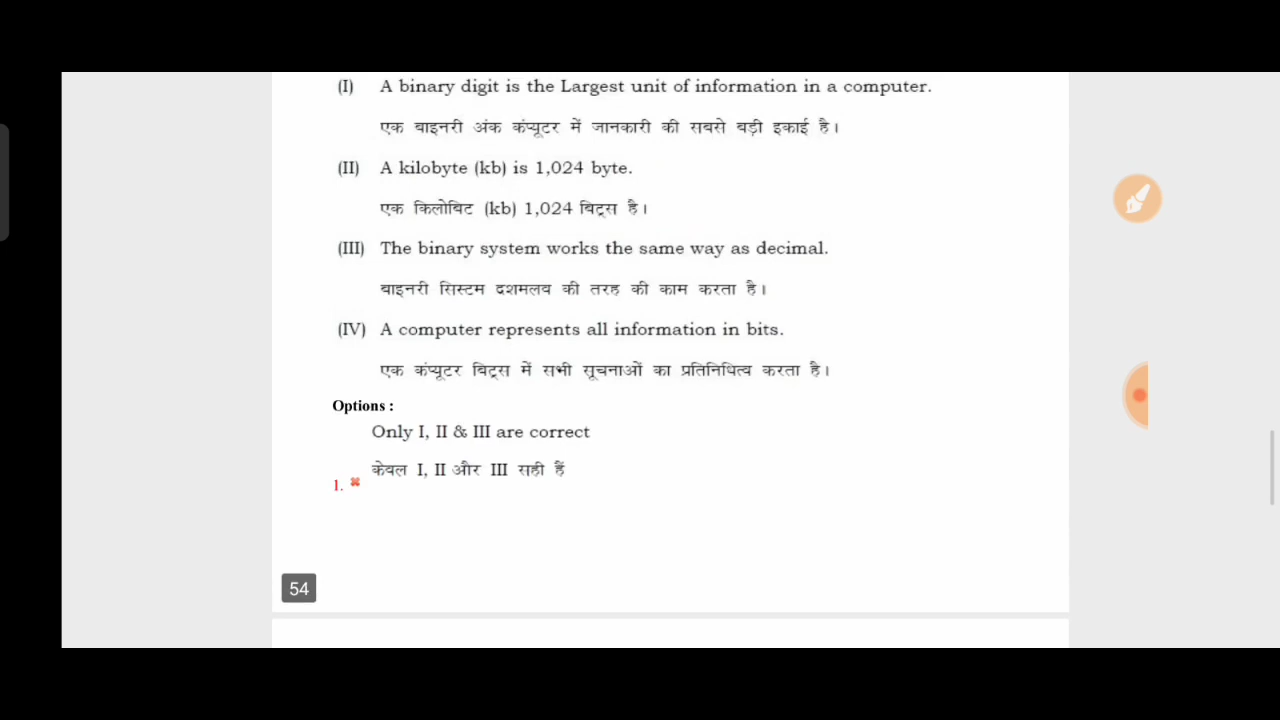 (I) A binary digit is the Largest unit of information in a computer.
एक बाइनरी अंक कंप्यूटर में जानकारी की सबसे बड़ी इकाई है।
(II) A kilobyte (kb) is 1,024 byte.
एक किलोबिट (kb) 1,024 बिट्स है।
(III) The binary system works the same way as decimal.
बाइनरी सिस्टम दशमलव की तरह की काम करता है।
(IV) A computer represents all information in bits.
एक कंप्यूटर बिट्स में सभी सूचनाओं का प्रतिनिधित्व करता है।
Options :
Only I, II & III are correct
केवल I, II और III सही हैं
1.
54